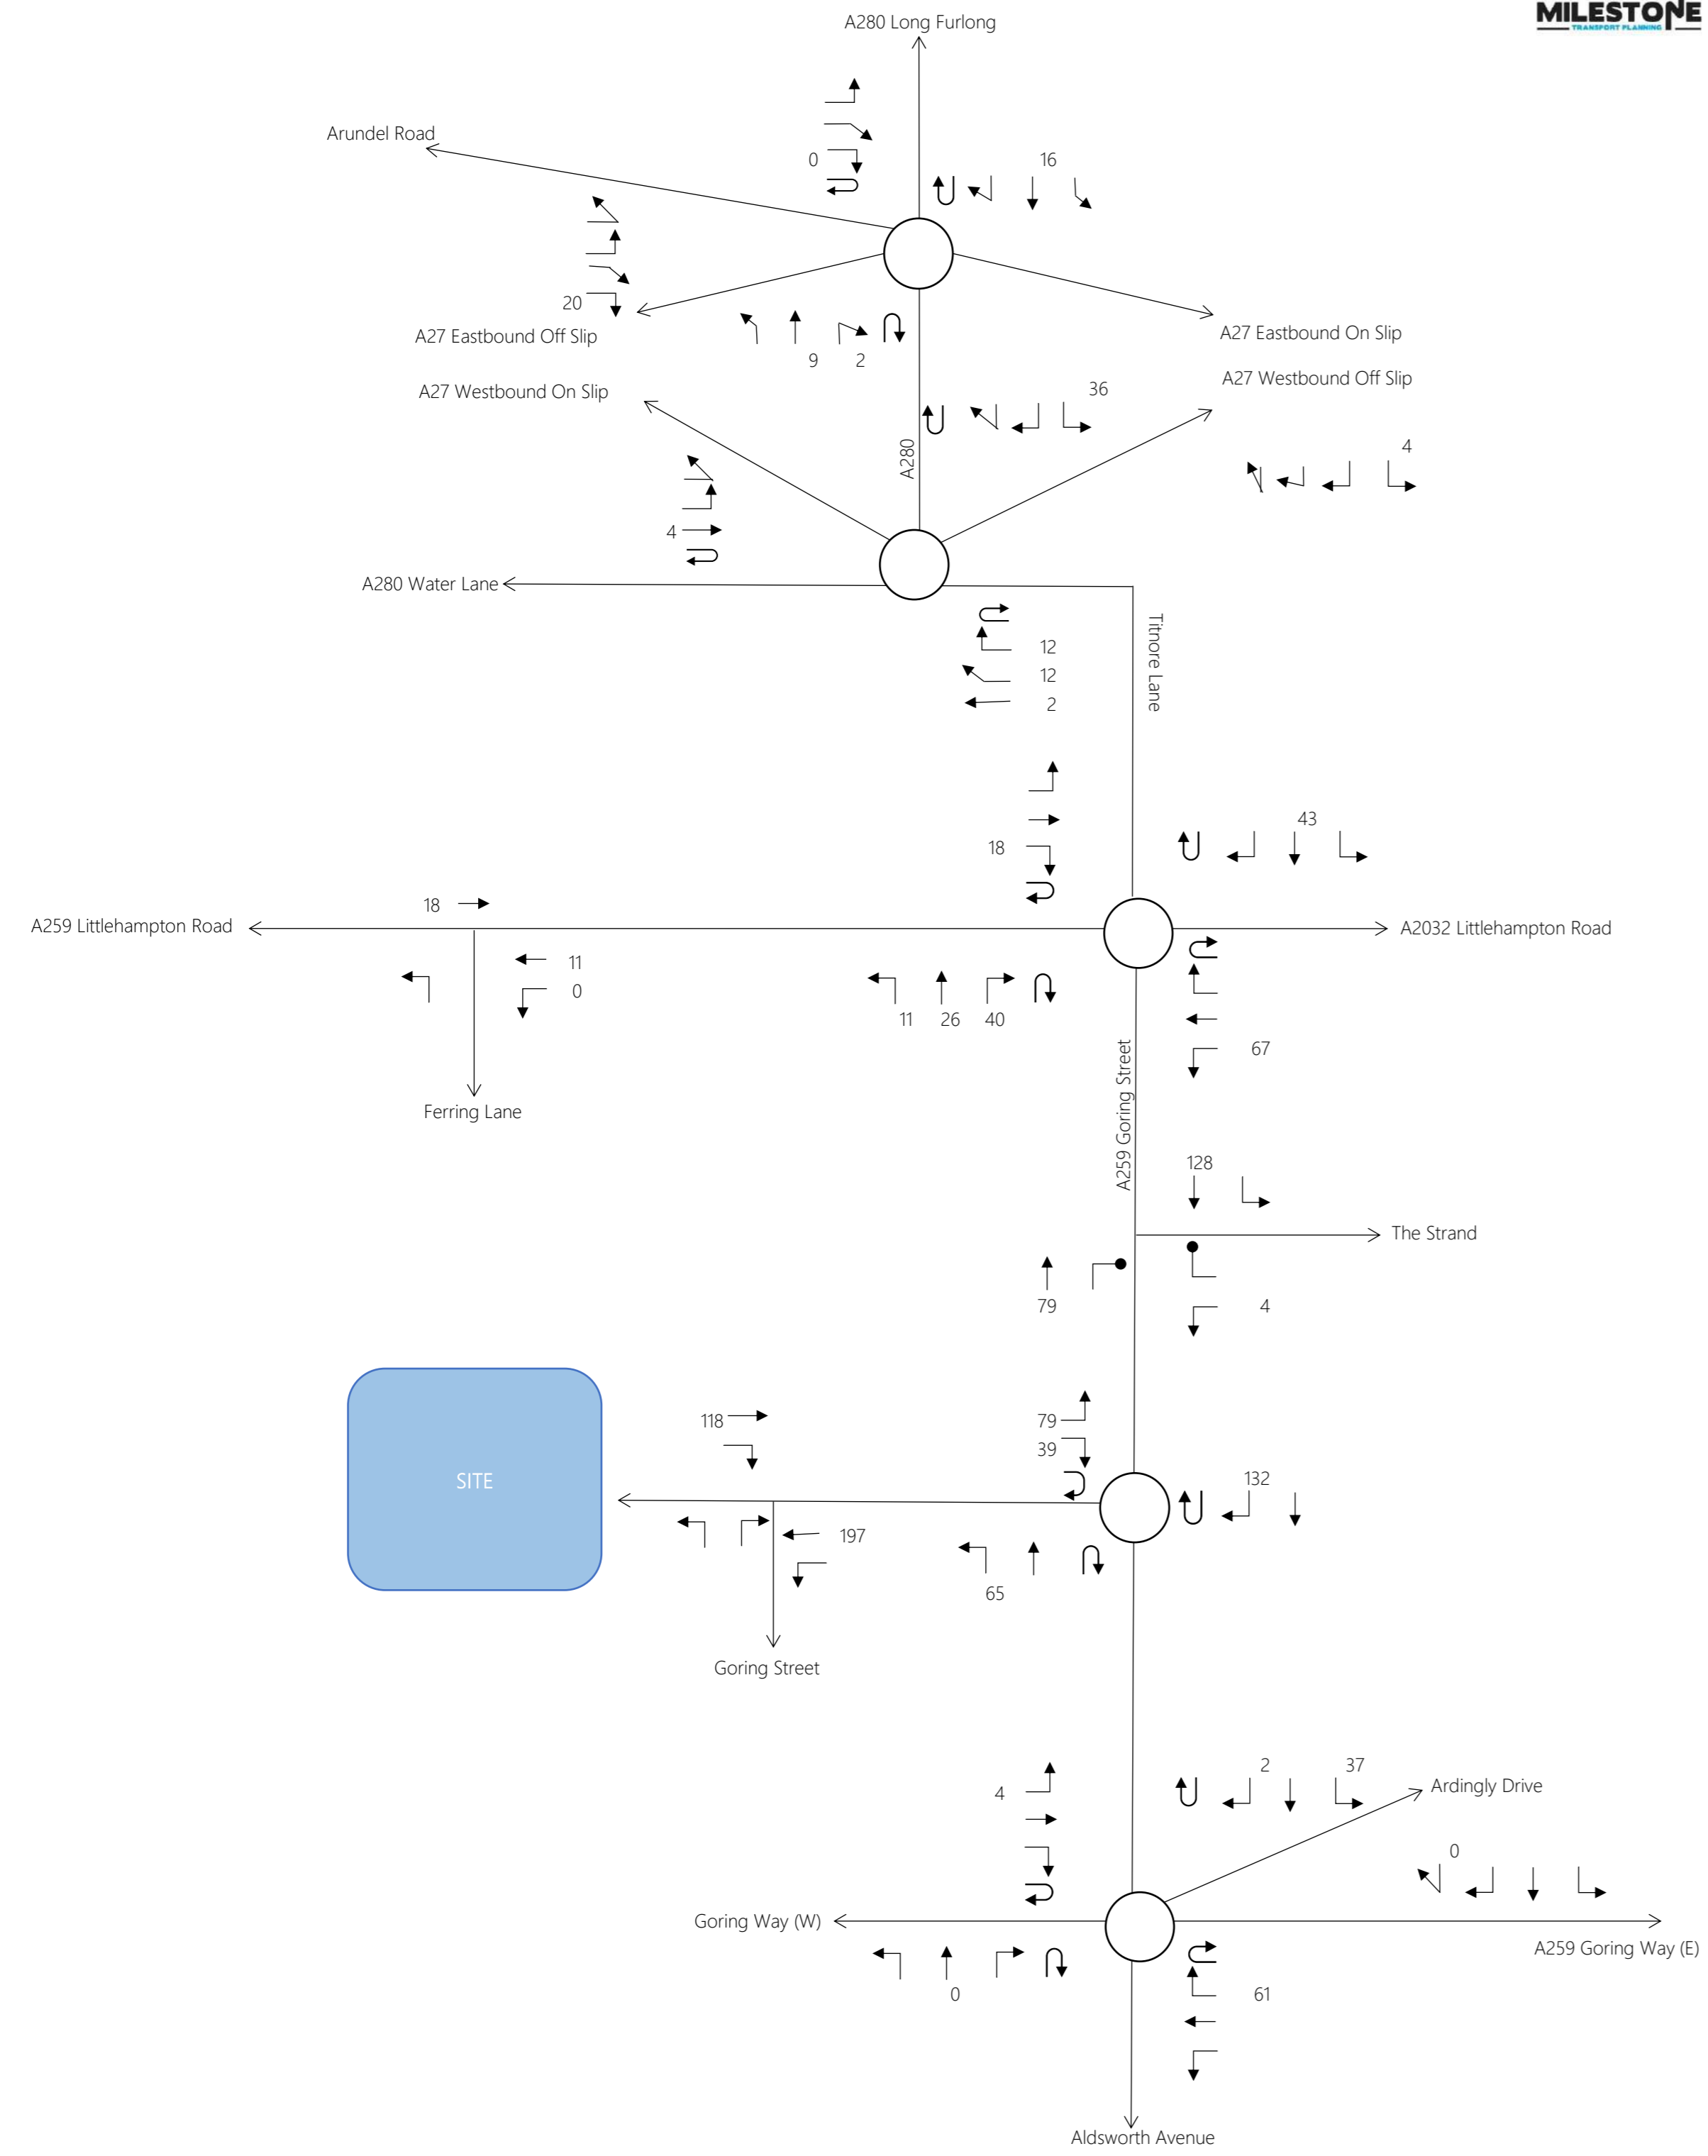 MILESTONE
TRANSPORT PLANNING
A280 Long Furlong
Arundel Road
0
16
20
A27 Eastbound Off Slip
9 2
A27 Eastbound On Slip
A27 Westbound On Slip
A27 Westbound Off Slip
36
A280
4
4
A280 Water Lane
12
12
2
Titnore Lane
18
43
18
A259 Littlehampton Road
A2032 Littlehampton Road
11
0
11 26 40
67
Ferring Lane
A259 Goring Street
128
The Strand
79
4
118
79
39
SITE
132
197
65
Goring Street
4
2 37
Ardingly Drive
0
Goring Way (W)
A259 Goring Way (E)
0
61
Aldsworth Avenue